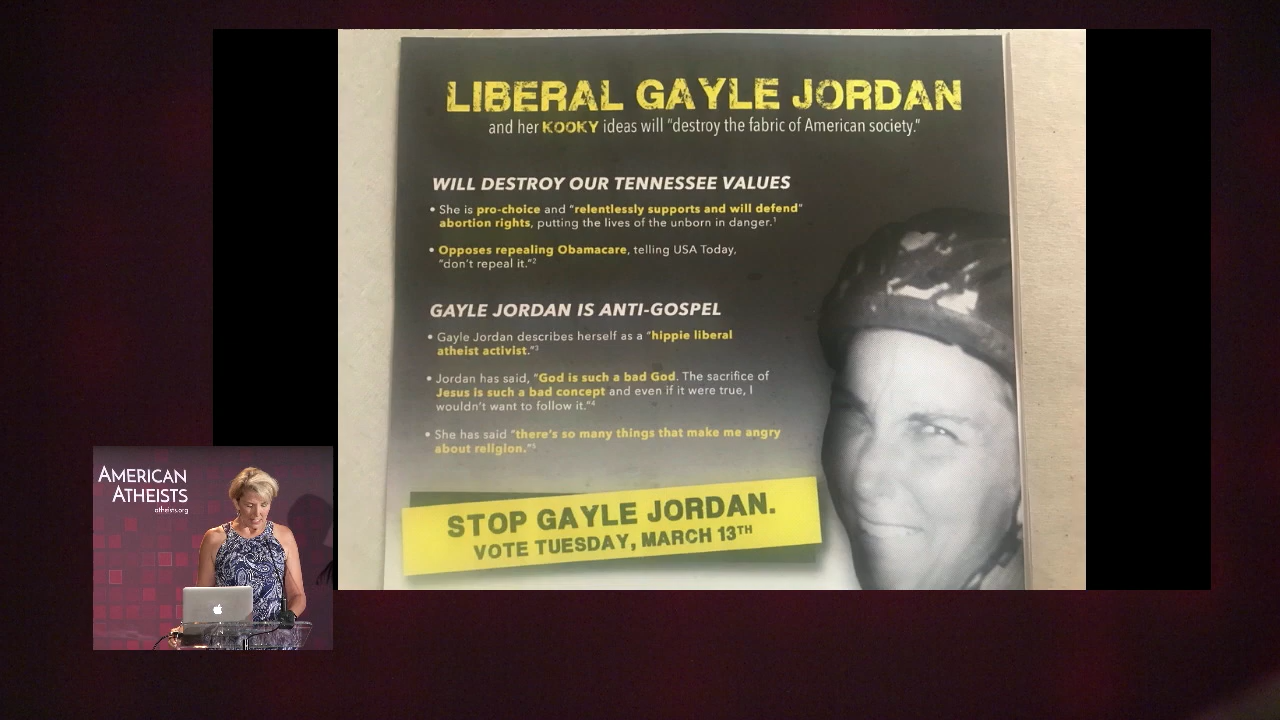 LIBERAL GAYLE JORDAN
and her KOOKY ideas will "destroy the fabric of American society."
WILL DESTROY OUR TENNESSEE VALUES
• She is pro-choice and "relentlessly supports and will defend"
abortion rights, putting the lives of the unborn in danger.1
• Opposes repealing Obamacare, telling USA Today,
"don't repeal it."2
GAYLE JORDAN IS ANTI-GOSPEL
• Gayle Jordan describes herself as a "hippie liberal
atheist activist."3
• Jordan has said, "God is such a bad God. The sacrifice of
Jesus is such a bad concept and even if it were true, I
wouldn't want to follow it."4
• She has said "there's so many things that make me angry
about religion."5
STOP GAYLE JORDAN.
VOTE TUESDAY, MARCH 13TH
AMERICAN
ATHEISTS
atheists.org